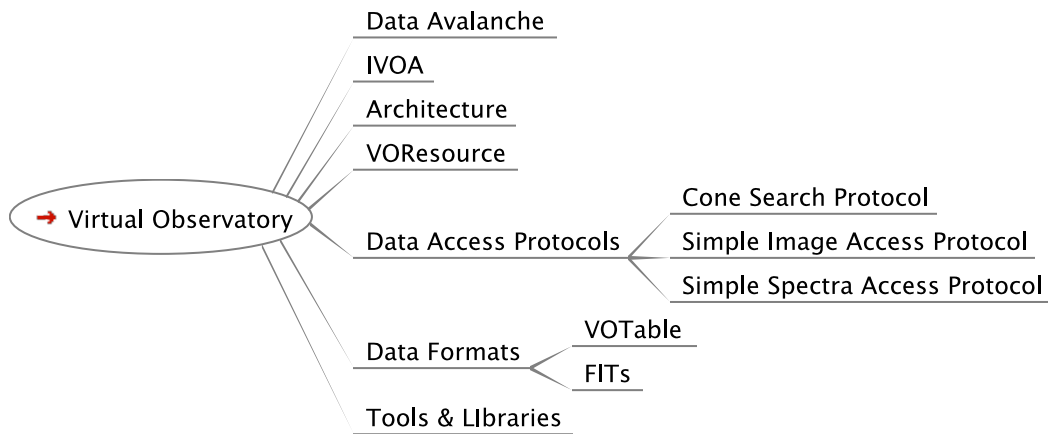 Data Avalanche
IVOA
Architecture
VOResource
Virtual Observatory
Data Access Protocols
Cone Search Protocol
Simple Image Access Protocol
Simple Spectra Access Protocol
Data Formats
VOTable
FITs
Tools & LIbraries